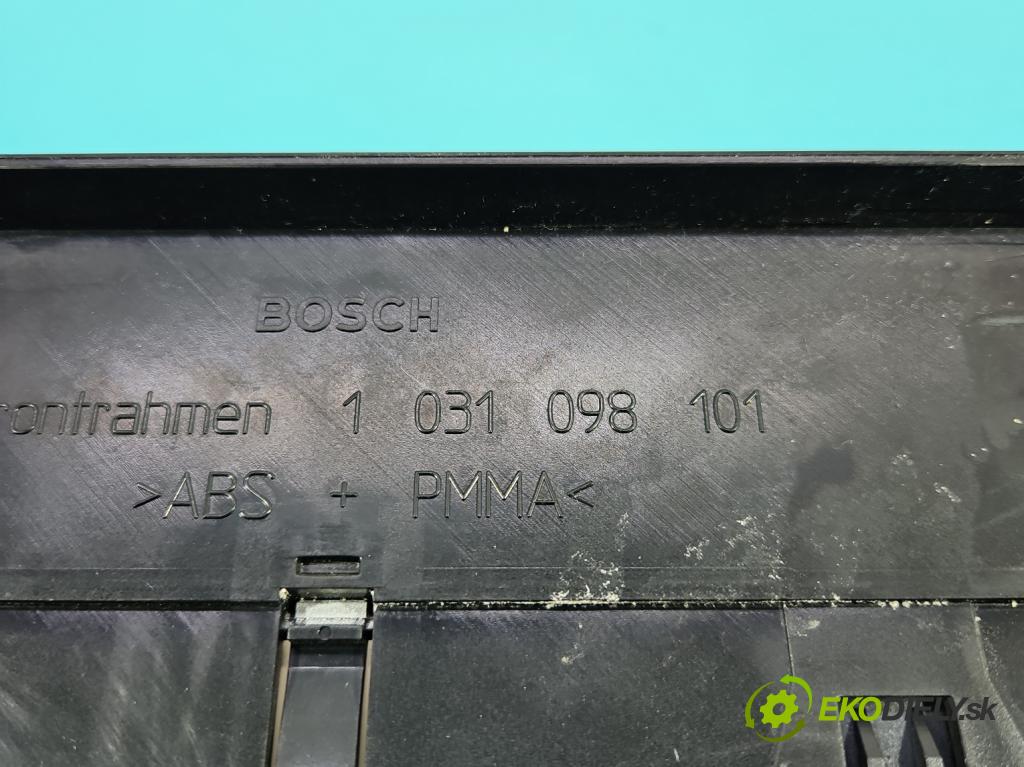 BOSCH
rontrahmen 1 031 098 101
>ABS + PMMA<
EKODIELY.sk